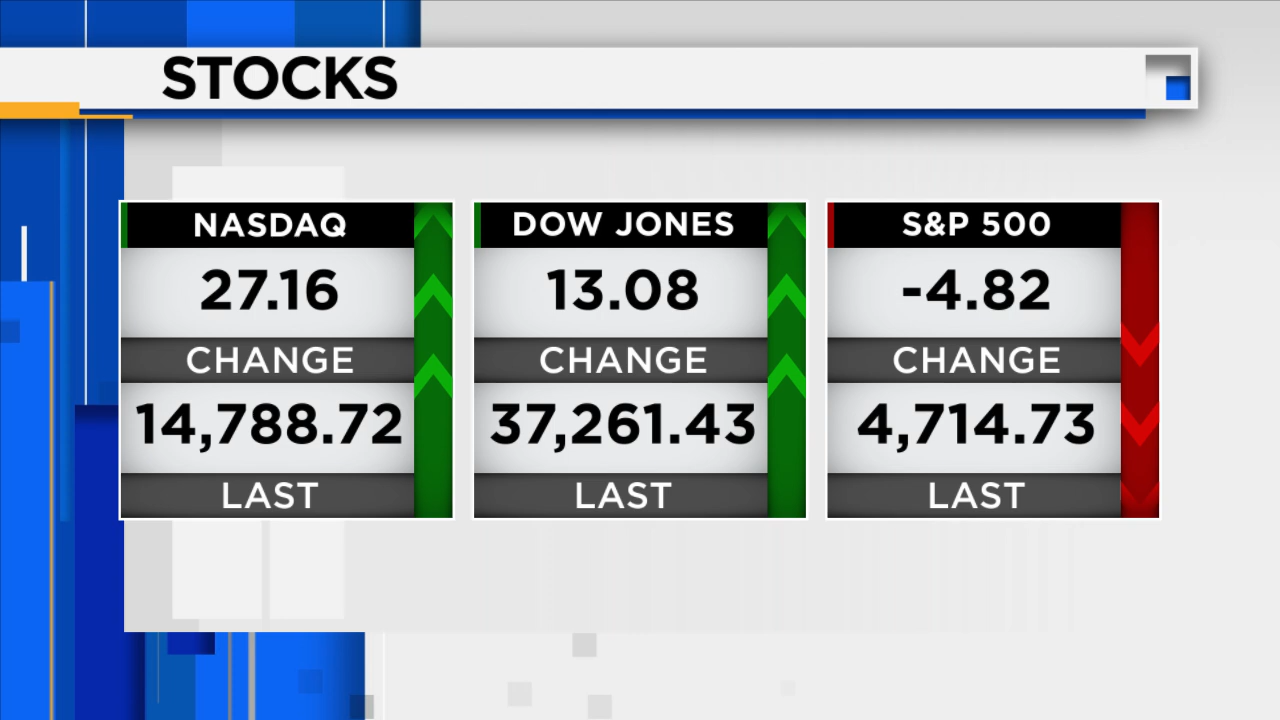 STOCKS
NASDAQ
27.16
CHANGE
14,788.72
LAST
DOW JONES
13.08
CHANGE
37,261.43
LAST
S&P 500
-4.82
CHANGE
4,714.73
LAST